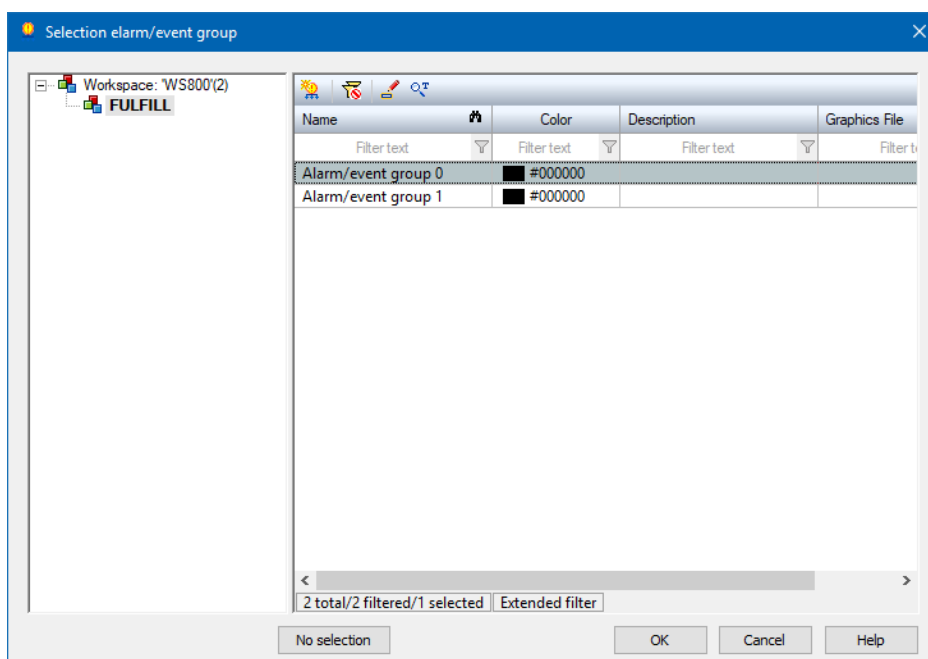 Selection elarm/event group
Workspace: 'WS800'(2)
FULFILL
Name Color Description Graphics File
Filter text Filter text Filter text Filter t
Alarm/event group 0 #000000
Alarm/event group 1 #000000
2 total/2 filtered/1 selected Extended filter
No selection OK Cancel Help